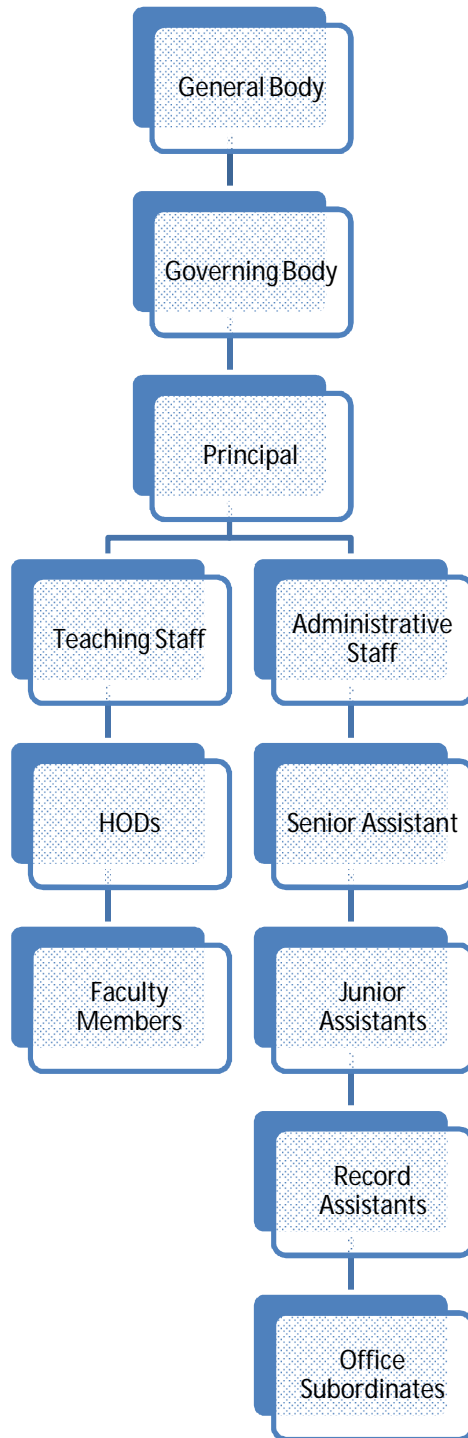 General Body
Governing Body
Principal
Teaching Staff
Administrative
Staff
HODs
Senior Assistant
Faculty
Members
Junior
Assistants
Record
Assistants
Office
Subordinates